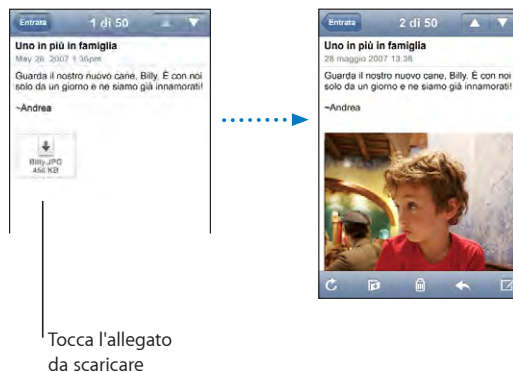 Entrata 1 di 50
Uno in più in famiglia
May 28, 2007 1:36pm
Guarda il nostro nuovo cane, Billy. È con noi
solo da un giorno e ne siamo già innamorati!
~Andrea
Billy.JPG
456 KB
Tocca l'allegato
da scaricare
Entrata 2 di 50
Uno in più in famiglia
28 maggio 2007 13.38
Guarda il nostro nuovo cane, Billy. È con noi
solo da un giorno e ne siamo già innamorati!
~Andrea